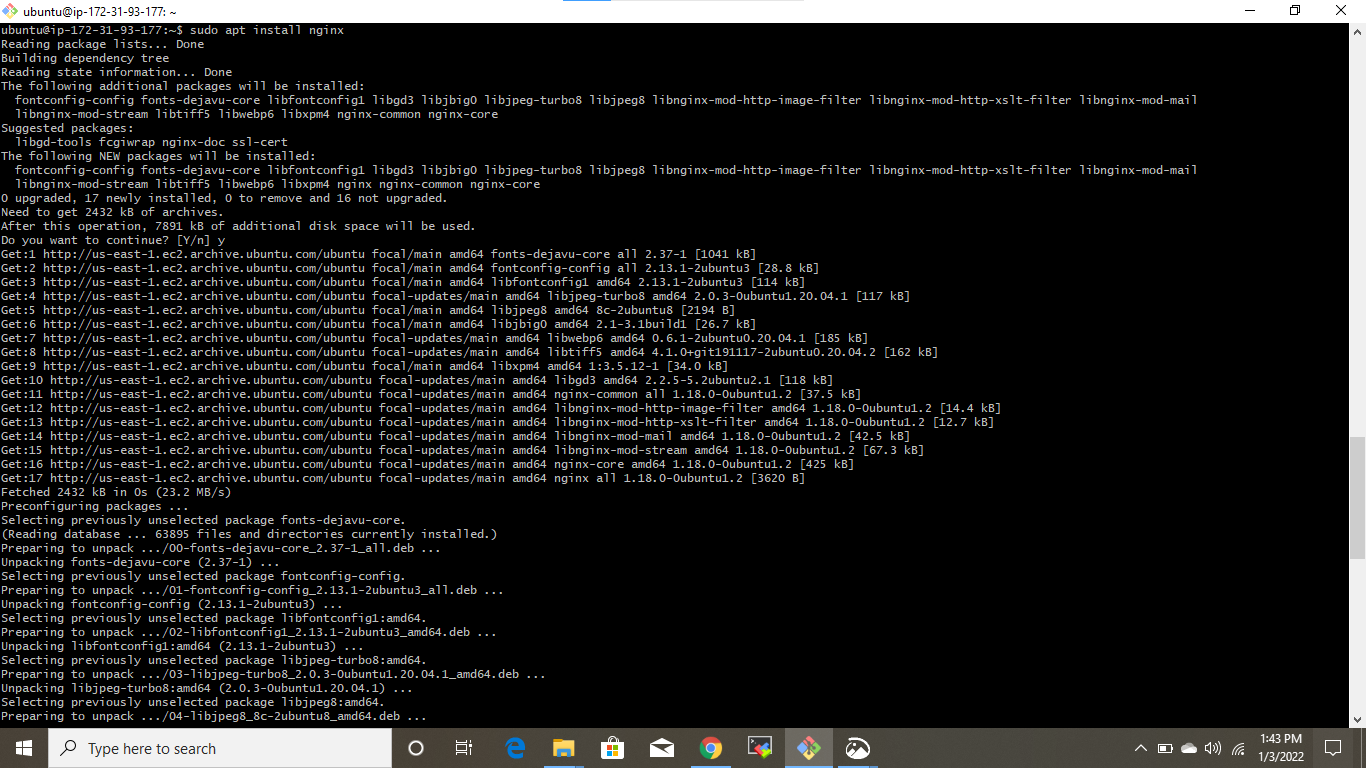 ubuntu@ip-172-31-93-177: ~
ubuntu@ip-172-31-93-177:~$ sudo apt install nginx
Reading package lists... Done
Building dependency tree
Reading state information... Done
The following additional packages will be installed:
  fontconfig-config fonts-dejavu-core libfontconfig1 libgd3 libjbig0 libjpeg-turbo8 libjpeg8 libnginx-mod-http-image-filter libnginx-mod-http-xslt-filter libnginx-mod-mail
  libnginx-mod-stream libtiff5 libwebp6 libxpm4 nginx-common nginx-core
Suggested packages:
  libgd-tools fcgiwrap nginx-doc ssl-cert
The following NEW packages will be installed:
  fontconfig-config fonts-dejavu-core libfontconfig1 libgd3 libjbig0 libjpeg-turbo8 libjpeg8 libnginx-mod-http-image-filter libnginx-mod-http-xslt-filter libnginx-mod-mail
  libnginx-mod-stream libtiff5 libwebp6 libxpm4 nginx nginx-common nginx-core
0 upgraded, 17 newly installed, 0 to remove and 16 not upgraded.
Need to get 2432 kB of archives.
After this operation, 7891 kB of additional disk space will be used.
Do you want to continue? [Y/n] y
Get:1 http://us-east-1.ec2.archive.ubuntu.com/ubuntu focal/main amd64 fonts-dejavu-core all 2.37-1 [1041 kB]
Get:2 http://us-east-1.ec2.archive.ubuntu.com/ubuntu focal/main amd64 fontconfig-config all 2.13.1-2ubuntu3 [28.8 kB]
Get:3 http://us-east-1.ec2.archive.ubuntu.com/ubuntu focal/main amd64 libfontconfig1 amd64 2.13.1-2ubuntu3 [114 kB]
Get:4 http://us-east-1.ec2.archive.ubuntu.com/ubuntu focal-updates/main amd64 libjpeg-turbo8 amd64 2.0.3-0ubuntu1.20.04.1 [117 kB]
Get:5 http://us-east-1.ec2.archive.ubuntu.com/ubuntu focal/main amd64 libjpeg8 amd64 8c-2ubuntu8 [2194 B]
Get:6 http://us-east-1.ec2.archive.ubuntu.com/ubuntu focal/main amd64 libjbig0 amd64 2.1-3.1build1 [26.7 kB]
Get:7 http://us-east-1.ec2.archive.ubuntu.com/ubuntu focal-updates/main amd64 libwebp6 amd64 0.6.1-2ubuntu0.20.04.1 [185 kB]
Get:8 http://us-east-1.ec2.archive.ubuntu.com/ubuntu focal-updates/main amd64 libtiff5 amd64 4.1.0+git191117-2ubuntu0.20.04.2 [162 kB]
Get:9 http://us-east-1.ec2.archive.ubuntu.com/ubuntu focal/main amd64 libxpm4 amd64 1:3.5.12-1 [34.0 kB]
Get:10 http://us-east-1.ec2.archive.ubuntu.com/ubuntu focal-updates/main amd64 libgd3 amd64 2.2.5-5.2ubuntu2.1 [118 kB]
Get:11 http://us-east-1.ec2.archive.ubuntu.com/ubuntu focal-updates/main amd64 nginx-common all 1.18.0-0ubuntu1.2 [37.5 kB]
Get:12 http://us-east-1.ec2.archive.ubuntu.com/ubuntu focal-updates/main amd64 libnginx-mod-http-image-filter amd64 1.18.0-0ubuntu1.2 [14.4 kB]
Get:13 http://us-east-1.ec2.archive.ubuntu.com/ubuntu focal-updates/main amd64 libnginx-mod-http-xslt-filter amd64 1.18.0-0ubuntu1.2 [12.7 kB]
Get:14 http://us-east-1.ec2.archive.ubuntu.com/ubuntu focal-updates/main amd64 libnginx-mod-mail amd64 1.18.0-0ubuntu1.2 [42.5 kB]
Get:15 http://us-east-1.ec2.archive.ubuntu.com/ubuntu focal-updates/main amd64 libnginx-mod-stream amd64 1.18.0-0ubuntu1.2 [67.3 kB]
Get:16 http://us-east-1.ec2.archive.ubuntu.com/ubuntu focal-updates/main amd64 nginx-core amd64 1.18.0-0ubuntu1.2 [425 kB]
Get:17 http://us-east-1.ec2.archive.ubuntu.com/ubuntu focal-updates/main amd64 nginx all 1.18.0-0ubuntu1.2 [3620 B]
Fetched 2432 kB in 0s (23.2 MB/s)
Preconfiguring packages ...
Selecting previously unselected package fonts-dejavu-core.
(Reading database ... 63895 files and directories currently installed.)
Preparing to unpack .../00-fonts-dejavu-core_2.37-1_all.deb ...
Unpacking fonts-dejavu-core (2.37-1) ...
Selecting previously unselected package fontconfig-config.
Preparing to unpack .../01-fontconfig-config_2.13.1-2ubuntu3_all.deb ...
Unpacking fontconfig-config (2.13.1-2ubuntu3) ...
Selecting previously unselected package libfontconfig1:amd64.
Preparing to unpack .../02-libfontconfig1_2.13.1-2ubuntu3_amd64.deb ...
Unpacking libfontconfig1:amd64 (2.13.1-2ubuntu3) ...
Selecting previously unselected package libjpeg-turbo8:amd64.
Preparing to unpack .../03-libjpeg-turbo8_2.0.3-0ubuntu1.20.04.1_amd64.deb ...
Unpacking libjpeg-turbo8:amd64 (2.0.3-0ubuntu1.20.04.1) ...
Selecting previously unselected package libjpeg8:amd64.
Preparing to unpack .../04-libjpeg8_8c-2ubuntu8_amd64.deb ...
Type here to search
1:43 PM
1/3/2022